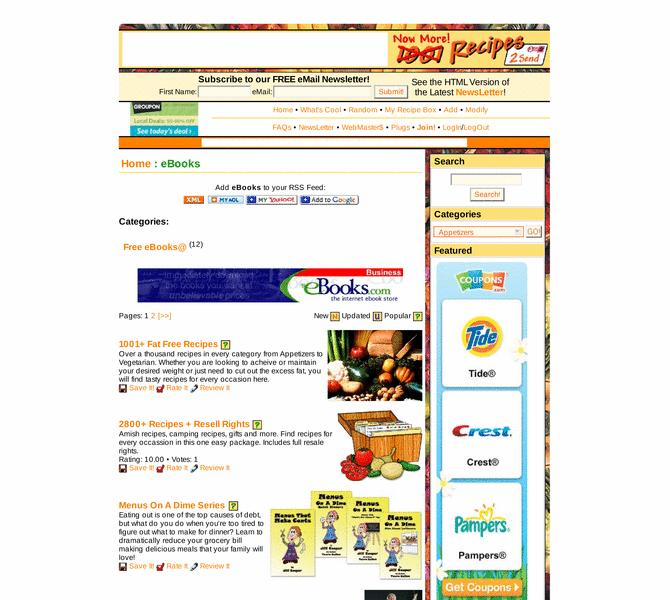 Now More!
1001 Recipes
2 Send
Subscribe to our FREE eMail Newsletter!
First Name: eMail: Submit!
See the HTML Version of
the Latest NewsLetter!
GROUPON
Local Deals: 50-90% OFF
See today's deal ›
Home • What's Cool • Random • My Recipe Box • Add • Modify
FAQs • NewsLetter • WebMaster$ • Plugs • Join! • LogIn/LogOut
Home : eBooks
Add eBooks to your RSS Feed:
XML MY AOL MY YAHOO! Add to Google
Categories:
Free eBooks@ (12)
immediately so read
the books you want at
unbelievable prices
Business
eBooks.com
the internet ebook store
Pages: 1 2 [>>]
New N Updated U Popular ?
1001+ Fat Free Recipes ?
Over a thousand recipes in every category from Appetizers to
Vegetarian. Whether you are looking to acheive or maintain
your desired weight or just need to cut out the excess fat, you
will find tasty recipes for every occasion here.
Save It! Rate It Review It
2800+ Recipes + Resell Rights ?
Amish recipes, camping recipes, gifts and more. Find recipes for
every occassion in this one easy package. Includes full resale
rights.
Rating: 10.00 • Votes: 1
Save It! Rate It Review It
Menus On A Dime Series ?
Eating out is one of the top causes of debt,
but what do you do when you're too tired to
figure out what to make for dinner? Learn to
dramatically reduce your grocery bill
making delicious meals that your family will
love!
Save It! Rate It Review It
Menus On A Dime
Search
Search!
Categories
Appetizers GO!
Featured
COUPONS.com
Tide
Tide®
Crest
Crest®
Pampers
Pampers®
Get Coupons ›